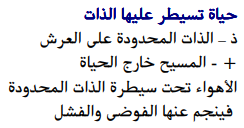 حياة تسيطر عليها الذات
ذ – الذات المحدودة على العرش
+ - المسيح خارج الحياة
الأهواء تحت سيطرة الذات المحدودة
فينجم عنها الفوضى والفشل